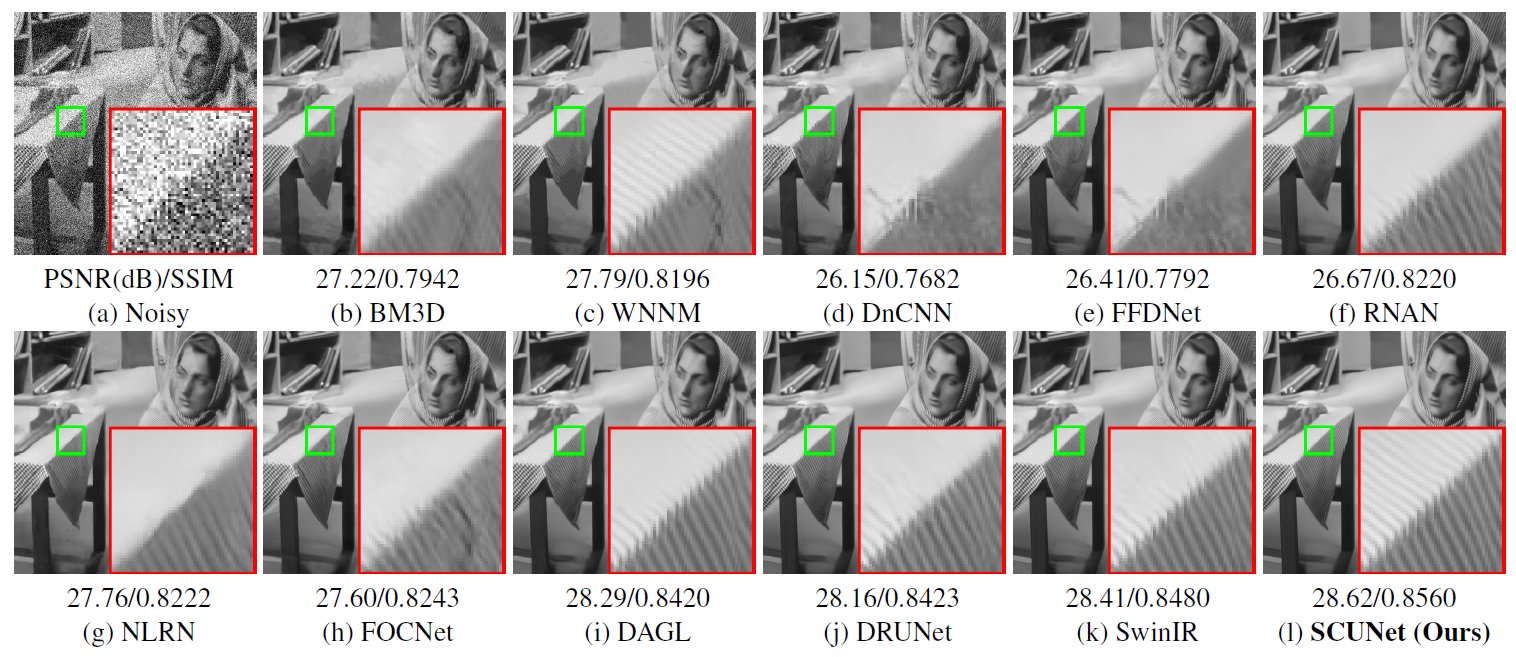 PSNR(dB)/SSIM 27.22/0.7942 27.79/0.8196 26.15/0.7682 26.41/0.7792 26.67/0.8220
(a) Noisy (b) BM3D (c) WNNM (d) DnCNN (e) FFDNet (f) RNAN
27.76/0.8222 27.60/0.8243 28.29/0.8420 28.16/0.8423 28.41/0.8480 28.62/0.8560
(g) NLRN (h) FOCNet (i) DAGL (j) DRUNet (k) SwinIR (l) SCUNet (Ours)